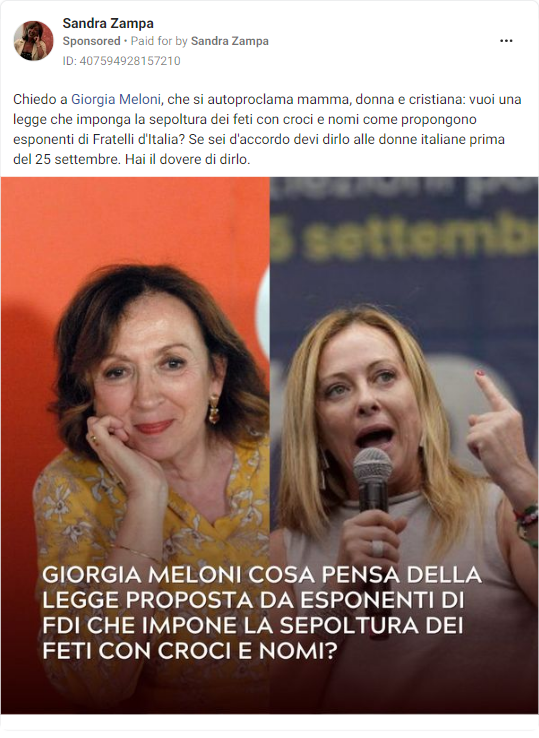 Sandra Zampa
Sponsored • Paid for by Sandra Zampa
ID: 407594928157210
Chiedo a Giorgia Meloni, che si autoproclama mamma, donna e cristiana: vuoi una
legge che imponga la sepoltura dei feti con croci e nomi come propongono
esponenti di Fratelli d'Italia? Se sei d'accordo devi dirlo alle donne italiane prima
del 25 settembre. Hai il dovere di dirlo.
5 settemb
GIORGIA MELONI COSA PENSA DELLA
LEGGE PROPOSTA DA ESPONENTI DI
FDI CHE IMPONE LA SEPOLTURA DEI
FETI CON CROCI E NOMI?